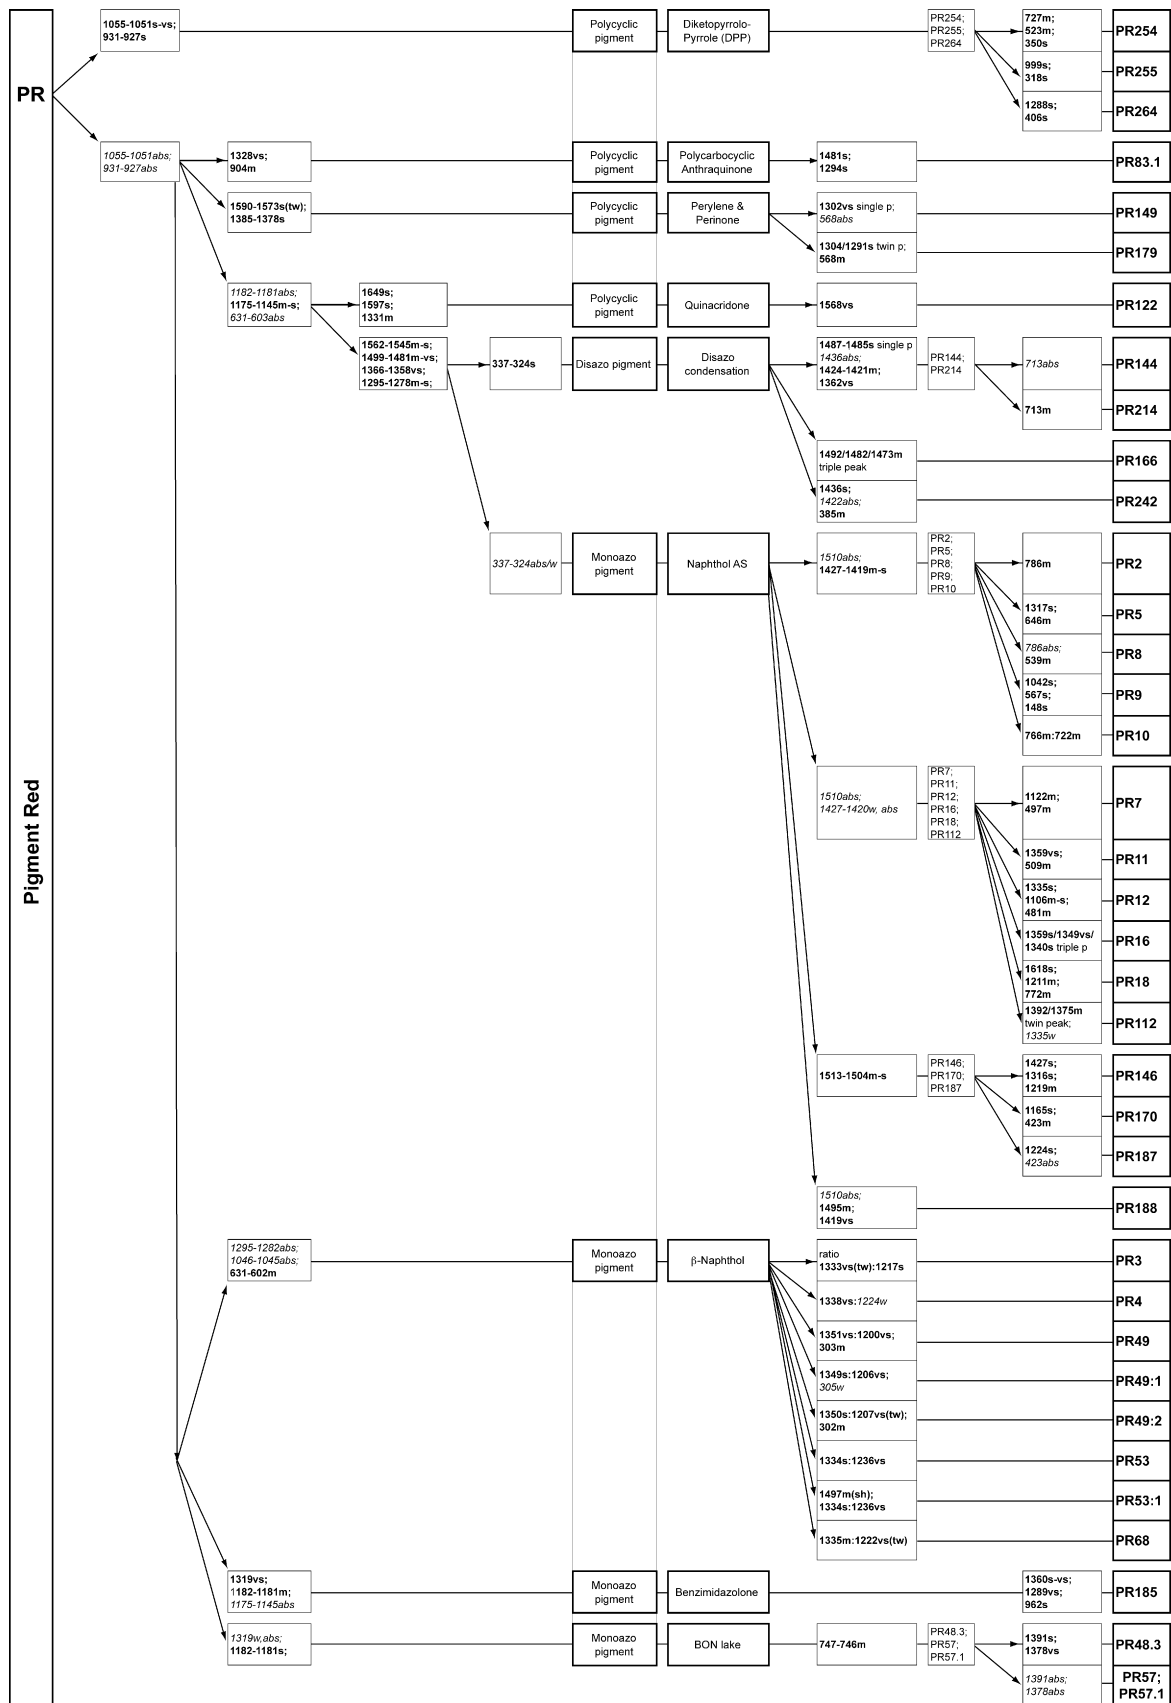 Pigment Red
PR
1055-1051s-vs;
931-927s
Polycyclic
pigment
Diketopyrrolo-
Pyrrole (DPP)
PR254;
PR255;
PR264
727m;
523m;
350s
PR254
999s;
318s
PR255
1288s;
406s
PR264
1055-1051abs;
931-927abs
1328vs;
904m
Polycyclic
pigment
Polycarbocyclic
Anthraquinone
1481s;
1294s
PR83.1
1590-1573s(tw);
1385-1378s
Polycyclic
pigment
Perylene &
Perinone
1302vs single p;
568abs
PR149
1304/1291s twin p;
568m
PR179
1182-1181abs;
1175-1145m-s;
631-603abs
1649s;
1597s;
1331m
Polycyclic
pigment
Quinacridone
1568vs
PR122
1562-1545m-s;
1499-1481m-vs;
1366-1358vs;
1295-1278m-s;
337-324s
Disazo pigment
Disazo
condensation
1487-1485s single p
1436abs;
1424-1421m;
1362vs
PR144;
PR214
713abs
PR144
713m
PR214
1492/1482/1473m
triple peak
PR166
1436s;
1422abs;
385m
PR242
337-324abs/w
Monoazo
pigment
Naphthol AS
1510abs;
1427-1419m-s
PR2;
PR5;
PR8;
PR9;
PR10
786m
PR2
1317s;
646m
PR5
786abs;
539m
PR8
1042s;
567s;
148s
PR9
766m:722m
PR10
1510abs;
1427-1420w, abs
PR7;
PR11;
PR12;
PR16;
PR18;
PR112
1122m;
497m
PR7
1359vs;
509m
PR11
1335s;
1106m-s;
481m
PR12
1359s/1349vs/
1340s triple p
PR16
1618s;
1211m;
772m
PR18
1392/1375m
twin peak;
1335w
PR112
1513-1504m-s
PR146;
PR170;
PR187
1427s;
1316s;
1219m
PR146
1165s;
423m
PR170
1224s;
423abs
PR187
1510abs;
1495m;
1419vs
PR188
1295-1282abs;
1046-1045abs;
631-602m
Monoazo
pigment
β-Naphthol
ratio
1333vs(tw):1217s
PR3
1338vs:1224w
PR4
1351vs:1200vs;
303m
PR49
1349s:1206vs;
305w
PR49:1
1350s:1207vs(tw);
302m
PR49:2
1334s:1236vs
PR53
1497m(sh);
1334s:1236vs
PR53:1
1335m:1222vs(tw)
PR68
1319vs;
1182-1181m;
1175-1145abs
Monoazo
pigment
Benzimidazolone
1360s-vs;
1289vs;
962s
PR185
1319w,abs;
1182-1181s;
Monoazo
pigment
BON lake
747-746m
PR48.3;
PR57;
PR57.1
1391s;
1378vs
PR48.3
1391abs;
1378abs
PR57;
PR57.1